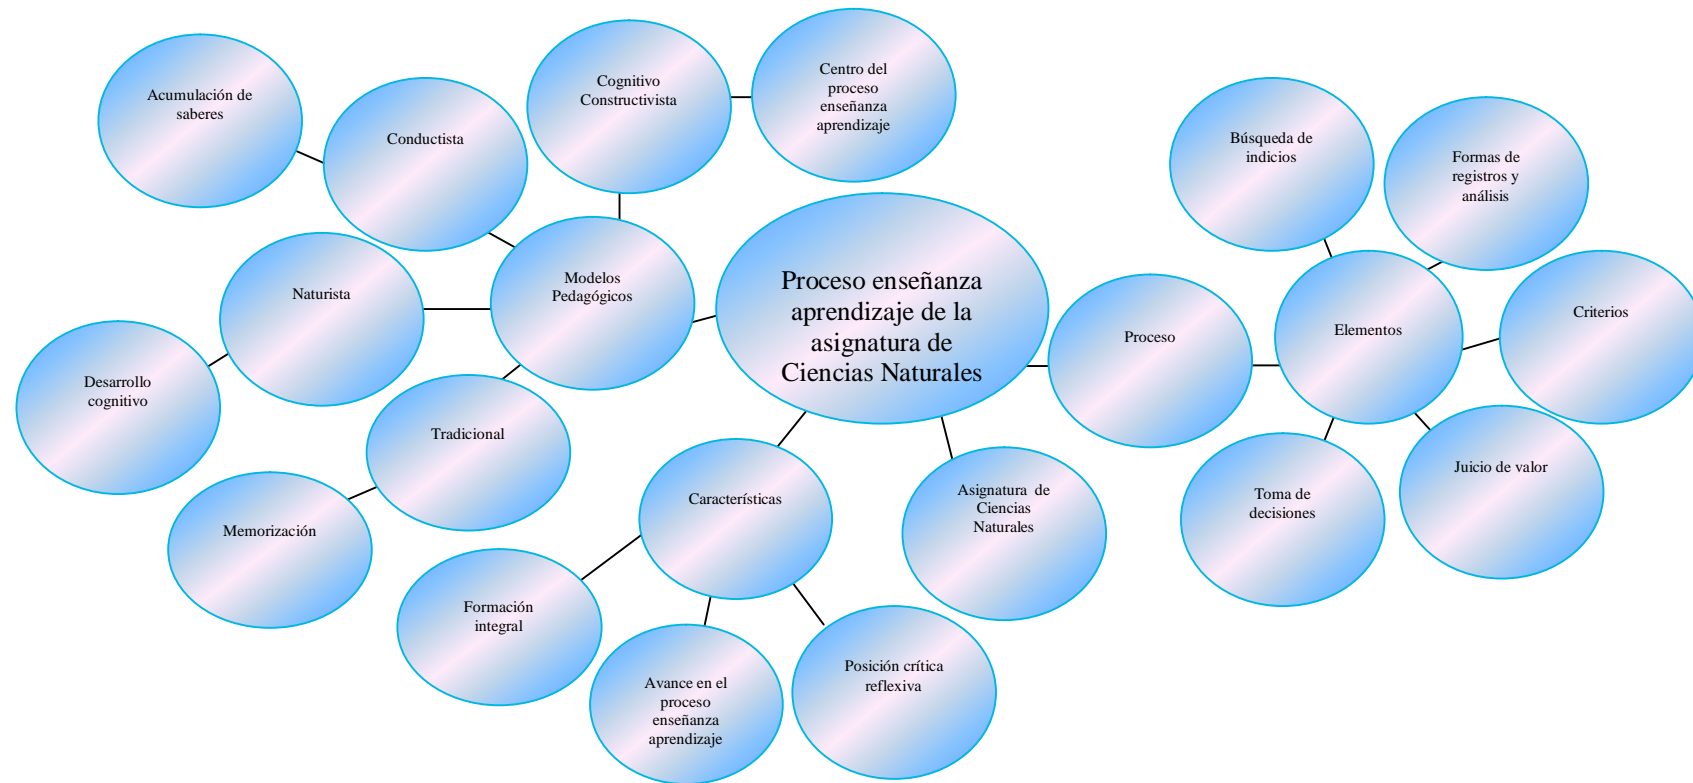 Acumulación de
saberes
Conductista
Cognitivo
Constructivista
Centro del
proceso
enseñanza
aprendizaje
Búsqueda de
indicios
Formas de
registros y
análisis
Naturista
Modelos
Pedagógicos
Proceso enseñanza
aprendizaje de la
asignatura de
Ciencias Naturales
Proceso
Elementos
Criterios
Desarrollo
cognitivo
Tradicional
Memorización
Características
Asignatura de
Ciencias
Naturales
Toma de
decisiones
Juicio de valor
Formación
integral
Avance en el
proceso
enseñanza
aprendizaje
Posición crítica
reflexiva